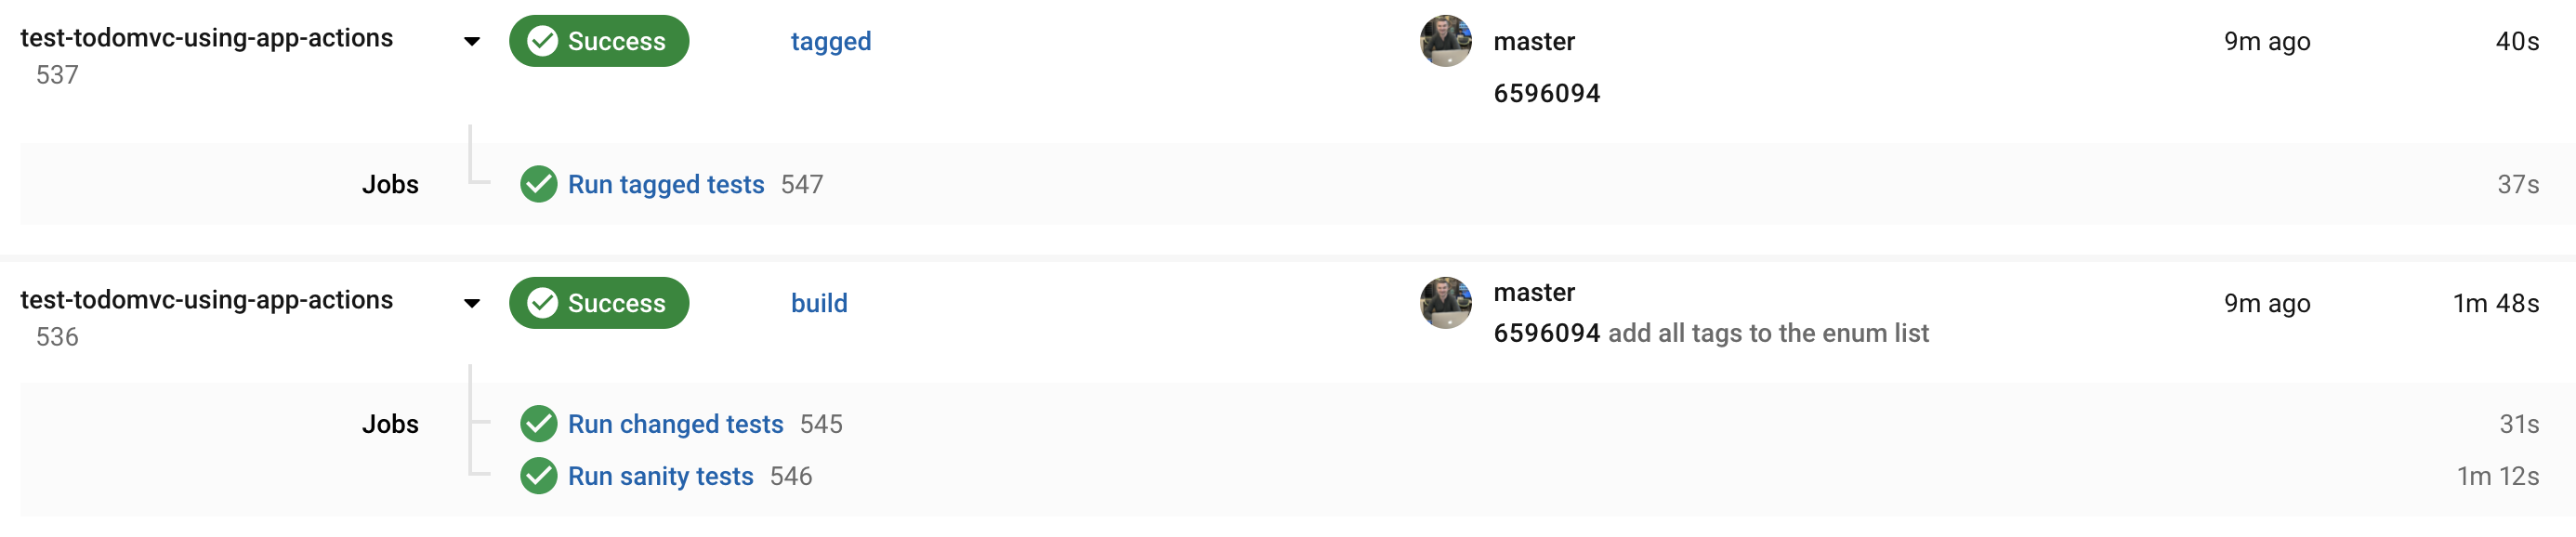 test-todomvc-using-app-actions Success tagged master 9m ago 40s
537 6596094
Jobs Run tagged tests 547 37s
test-todomvc-using-app-actions Success build master 9m ago 1m 48s
536 6596094 add all tags to the enum list
Jobs Run changed tests 545 31s
Run sanity tests 546 1m 12s